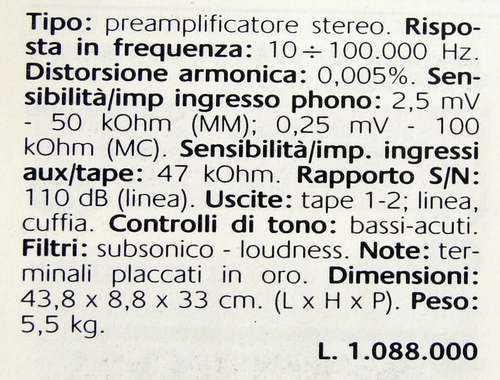 Tipo: preamplificatore stereo. Rispo-
sta in frequenza: 10÷100.000 Hz.
Distorsione armonica: 0,005%. Sen-
sibilità/imp ingresso phono: 2,5 mV
- 50 kOhm (MM); 0,25 mV - 100
kOhm (MC). Sensibilità/imp. ingressi
aux/tape: 47 kOhm. Rapporto S/N:
110 dB (linea). Uscite: tape 1-2; linea,
cuffia. Controlli di tono: bassi-acuti.
Filtri: subsonico - loudness. Note: ter-
minali placcati in oro. Dimensioni:
43,8 x 8,8 x 33 cm. (L x H x P). Peso:
5,5 kg.
L. 1.088.000